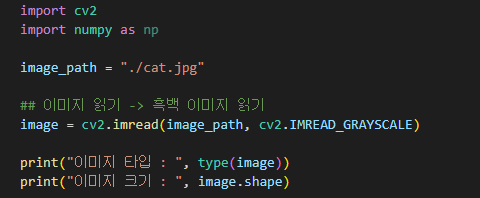 import cv2
import numpy as np
image_path = "./cat.jpg"
## 이미지 읽기 -> 흑백 이미지 읽기
image = cv2.imread(image_path, cv2.IMREAD_GRAYSCALE)
print("이미지 타입 : ", type(image))
print("이미지 크기 : ", image.shape)